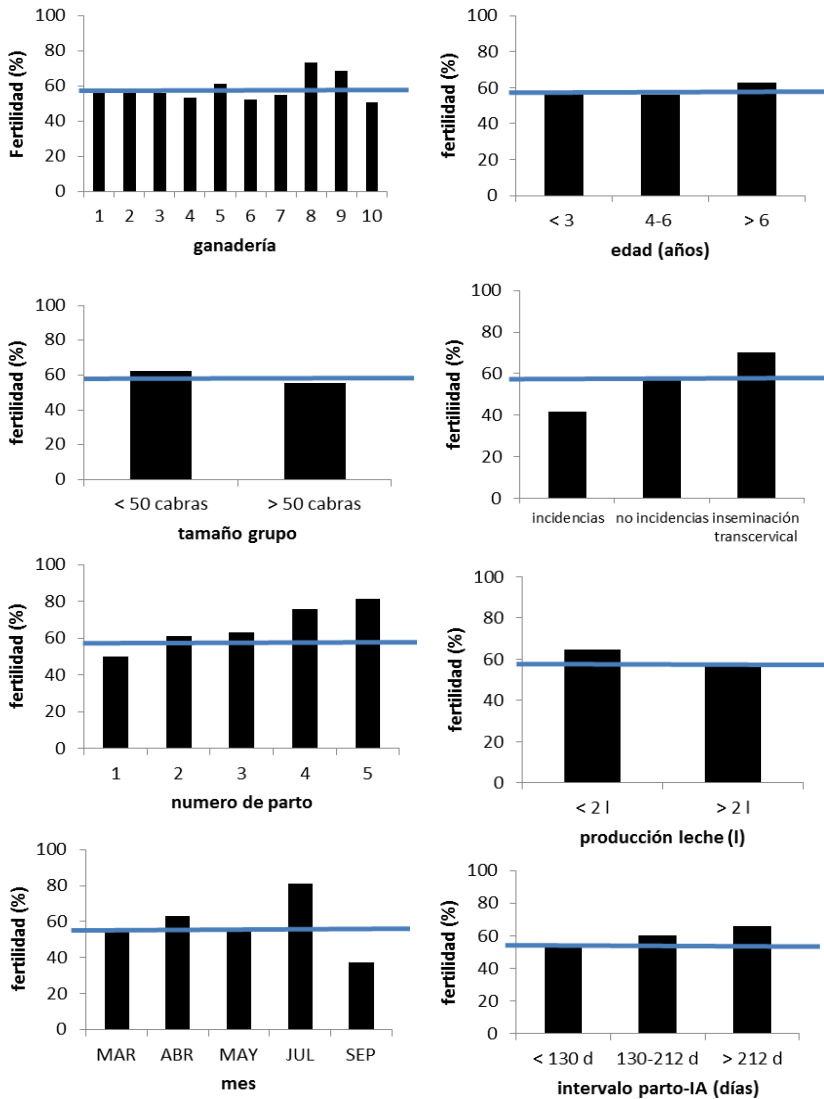 Fertilidad (%)
100
80
60
40
20
0
1 2 3 4 5 6 7 8 9 10
ganadería
fertilidad (%)
100
80
60
40
20
0
< 3 4-6 > 6
edad (años)
fertilidad (%)
100
80
60
40
20
0
< 50 cabras > 50 cabras
tamaño grupo
fertiliidad (%)
100
80
60
40
20
0
incidencias no incidencias inseminación
transcervical
fertilidad (%)
100
80
60
40
20
0
1 2 3 4 5
numero de parto
fertilidad (%)
100
80
60
40
20
0
< 2 l > 2 l
producción leche (l)
fertilidad (%)
100
80
60
40
20
0
MAR ABR MAY JUL SEP
mes
fertilidad (%)
100
80
60
40
20
0
< 130 d 130-212 d > 212 d
intervalo parto-IA (días)